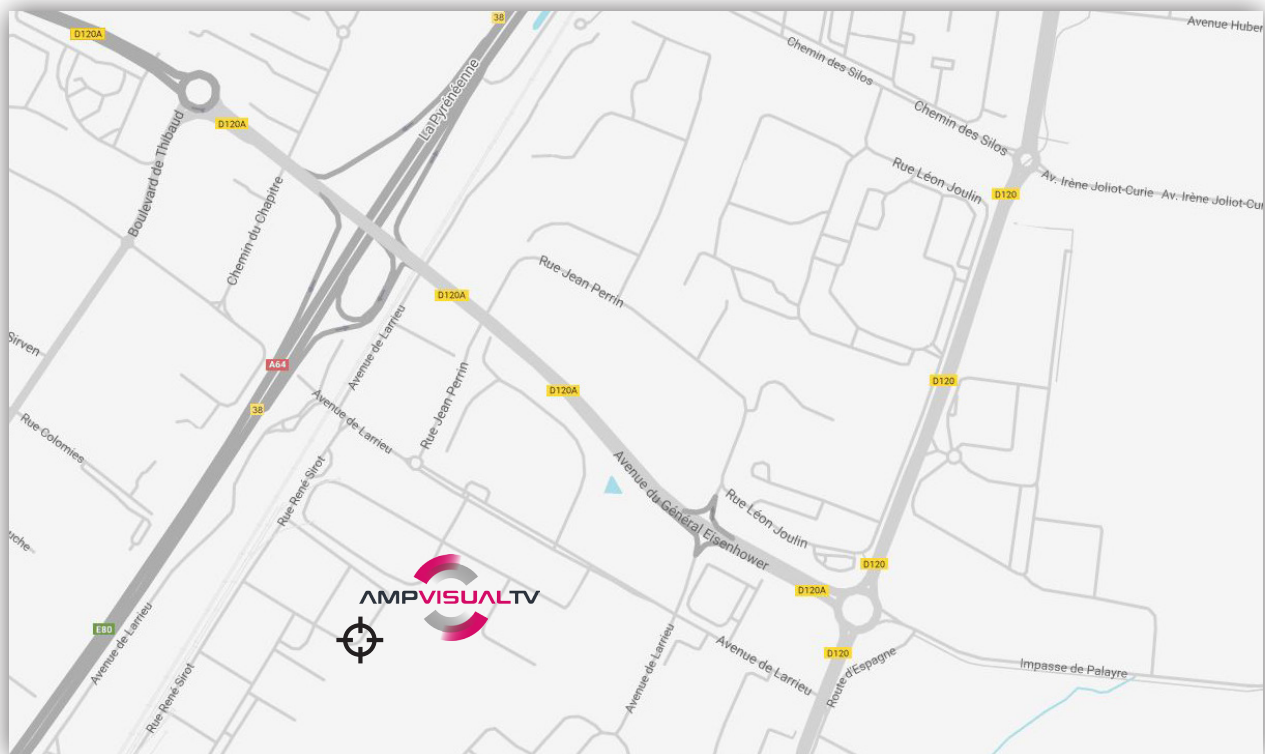 38
D120A
Avenue Huber
Chemin des Silos
La Pyrénéenne
Boulevard de Thibaud
D120A
Chemin des Silos
Rue Léon Joulin
Av. Irène Joliot-Curie
Av. Irène Joliot-Cur
D120
Chemin du Chapitre
Rue Jean Perrin
D120A
Sirven
Avenue de Larrieu
A64
D120A
D120
Rue Jean Perrin
Avenue de Larrieu
38
Rue Colomies
Rue René Sirot
Avenue du Général Eisenhower
Rue Léon Joulin
uche
D120
D120A
AMPVISUALTV
E80
Avenue de Larrieu
Rue René Sirot
Avenue de Larrieu
Avenue de Larrieu
D120
Route d'Espagne
Impasse de Palayre